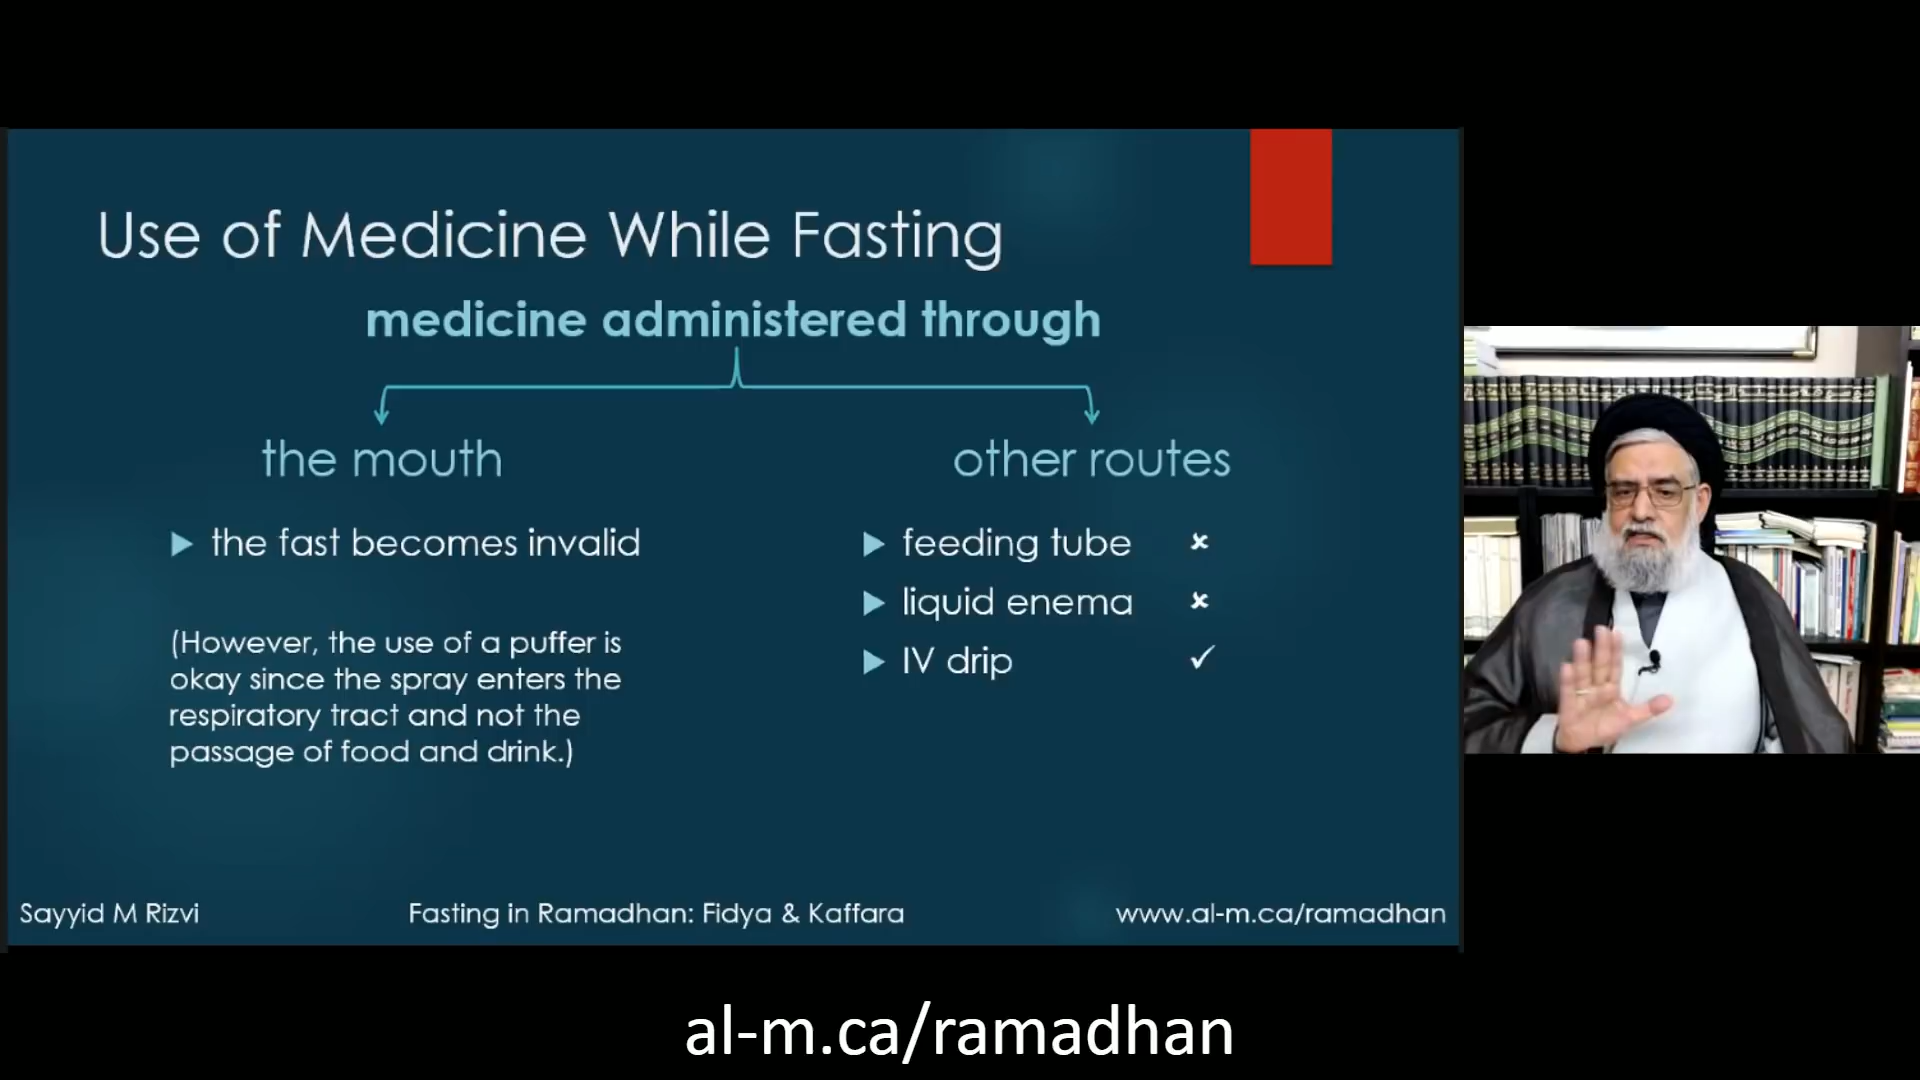 Use of Medicine While Fasting
medicine administered through
the mouth
▶ the fast becomes invalid
(However, the use of a puffer is
okay since the spray enters the
respiratory tract and not the
passage of food and drink.)
other routes
▶ feeding tube ×
▶ liquid enema ×
▶ IV drip ✓
Sayyid M Rizvi
Fasting in Ramadhan: Fidya & Kaffara
www.al-m.ca/ramadhan
al-m.ca/ramadhan